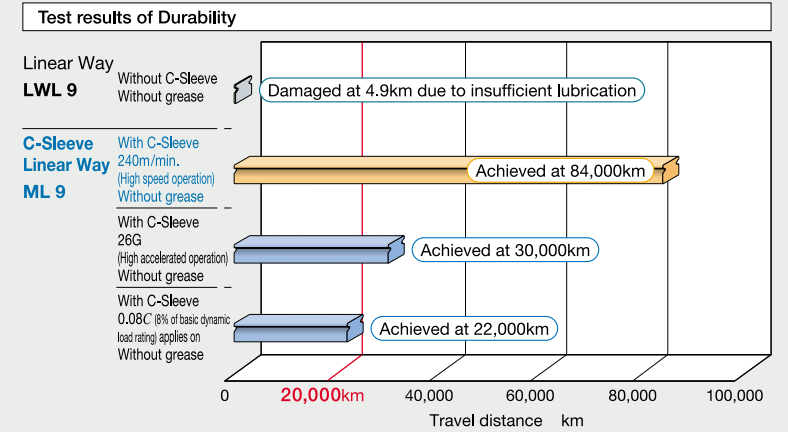 Test results of Durability
Linear Way
LWL 9
Without C-Sleeve
Without grease
Damaged at 4.9km due to insufficient lubrication
C-Sleeve
Linear Way
ML 9
With C-Sleeve
240m/min.
(High speed operation)
Without grease
Achieved at 84,000km
With C-Sleeve
26G
(High accelerated operation)
Without grease
Achieved at 30,000km
With C-Sleeve
0.08C (8% of basic dynamic
load rating) applies on
Without grease
Achieved at 22,000km
0 20,000km 40,000 60,000 80,000 100,000
Travel distance km